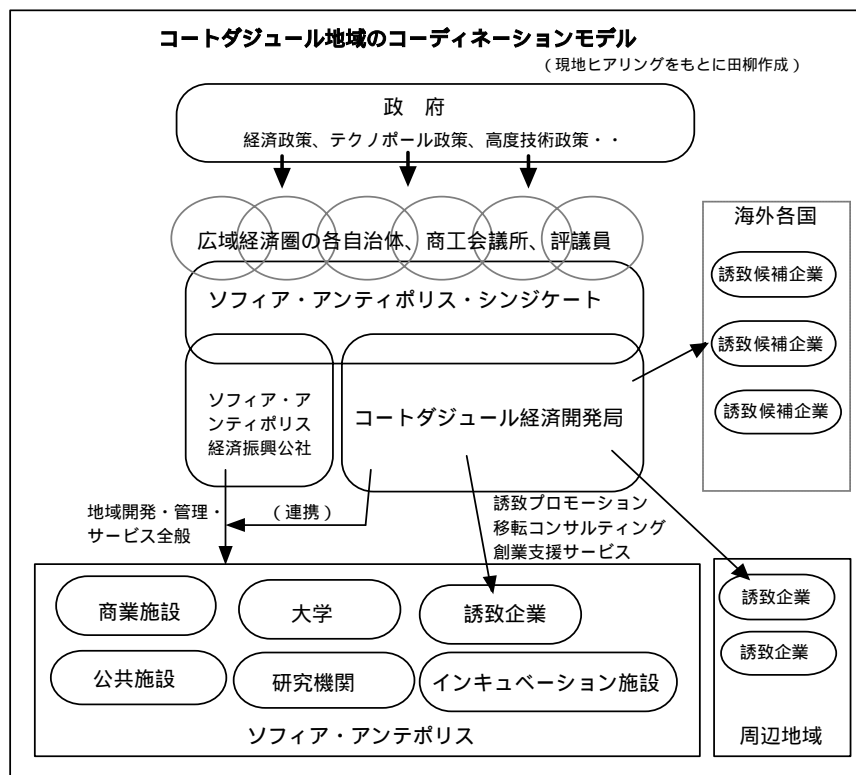 コートダジュール地域のコーディネーションモデル
(現地ヒアリングをもとに田柳作成)
政 府
経済政策、テクノポール政策、高度技術政策・・
広域経済圏の各自治体、商工会議所、評議員
ソフィア・アンティポリス・シンジケート
ソフィア・ア
ンティポリス
経済振興公社
コートダジュール経済開発局
海外各国
誘致候補企業
誘致候補企業
誘致候補企業
地域開発・管理・
サービス全般
(連携)
誘致プロモーション
移転コンサルティング
創業支援サービス
商業施設
大学
誘致企業
公共施設
研究機関
インキュベーション施設
ソフィア・アンテポリス
誘致企業
誘致企業
周辺地域